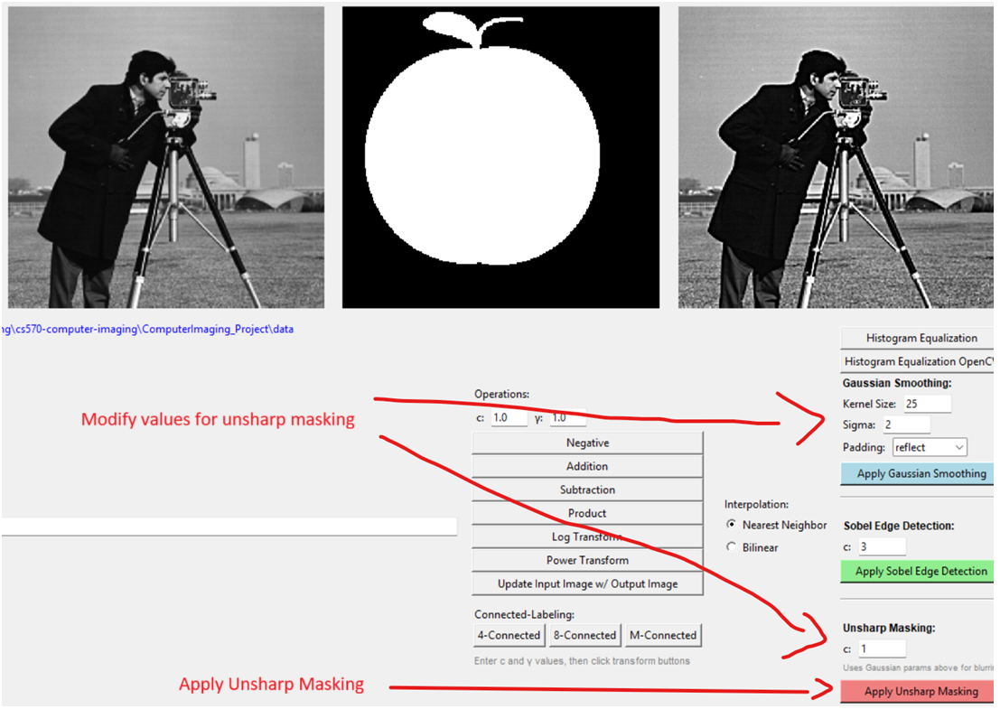 ng\cs570-computer-imaging\ComputerImaging_Project\data
Histogram Equalization
Histogram Equalization OpenCV
Gaussian Smoothing:
Kernel Size: 25
Sigma: 2
Padding: reflect
Apply Gaussian Smoothing
Operations:
c: 1.0 γ: 1.0
Modify values for unsharp masking
Negative
Addition
Subtraction
Product
Log Transform
Power Transform
Update Input Image w/ Output Image
Interpolation:
Nearest Neighbor
Bilinear
Sobel Edge Detection:
c: 3
Apply Sobel Edge Detection
Connected-Labeling:
4-Connected 8-Connected M-Connected
Enter c and γ values, then click transform buttons
Unsharp Masking:
c: 1
Uses Gaussian params above for blurri
Apply Unsharp Masking
Apply Unsharp Masking